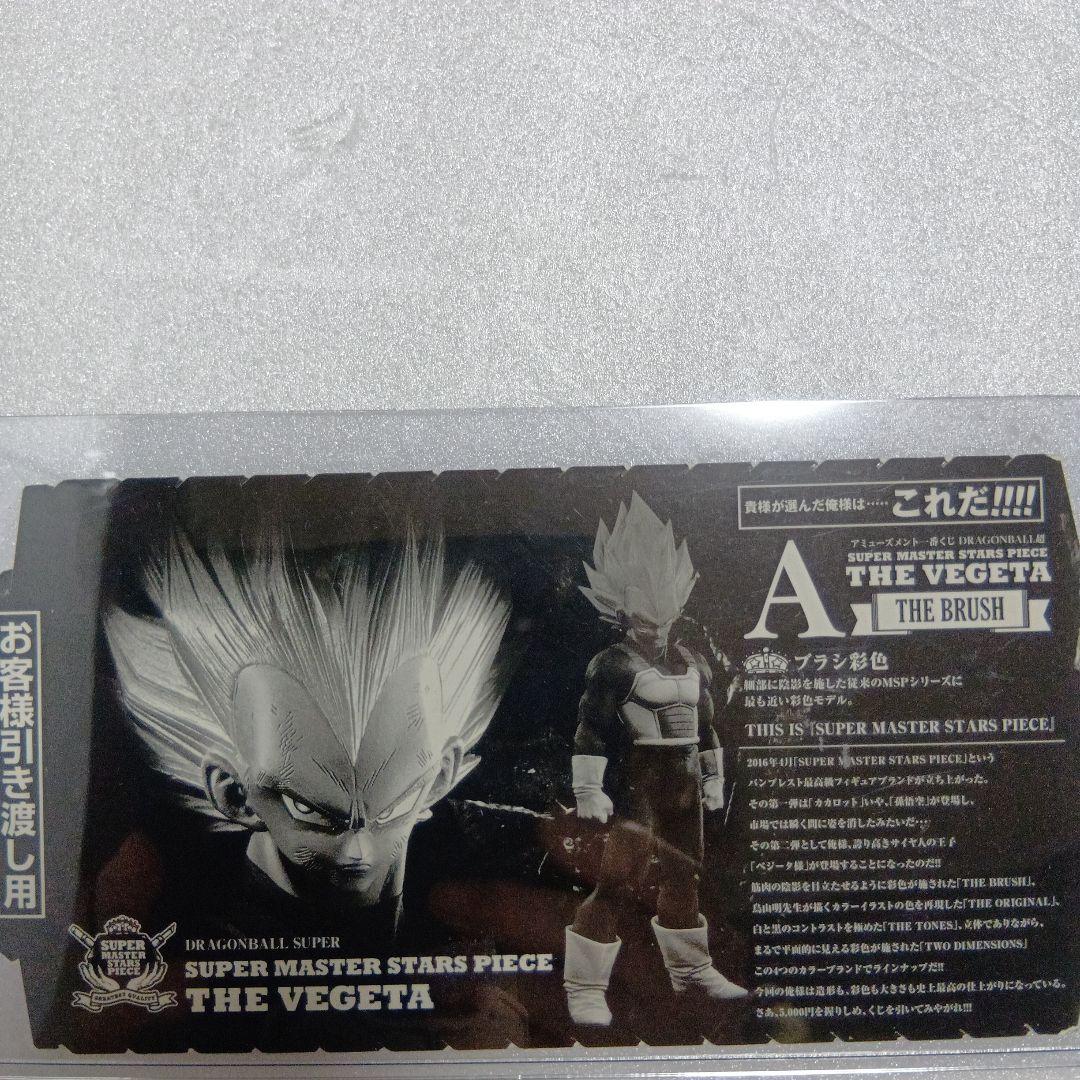 お客様引き渡し用
SUPER
MASTER
STARS
PIECE
GREATEST QUALITY
DRAGONBALL SUPER
SUPER MASTER STARS PIECE
THE VEGETA
貴様が選んだ俺様は……これだ!!!!
A
アミューズメント一番くじ DRAGONBALL超
SUPER MASTER STARS PIECE
THE VEGETA
THE BRUSH
ブラシ彩色
細部に陰影を施した従来のMSPシリーズに
最も近い彩色モデル。
THIS IS「SUPER MASTER STARS PIECE」
2016年4月「SUPER MASTER STARS PIECE」という
バンプレスト最高級フィギュアブランドが立ち上がった。
その第一弾は「カカロット」いや、「孫悟空」が登場し、
市場では瞬く間に姿を消したみたいだ…
その第二弾として俺様、誇り高きサイヤ人の王子
「ベジータ様」が登場することになったのだ!!
筋肉の陰影を目立たせるように彩色が施された「THE BRUSH」、
鳥山明先生が描くカラーイラストの色を再現した「THE ORIGINAL」、
白と黒のコントラストを極めた「THE TONES」、立体でありながら、
まるで平面的に見える彩色が施された「TWO DIMENSIONS」
この4つのカラーブランドでラインナップだ!!
今回の俺様は造形も、彩色も大きさも史上最高の仕上がりになっている。
さあ、5,000円を握りしめ、くじを引いてみやがれ!!!